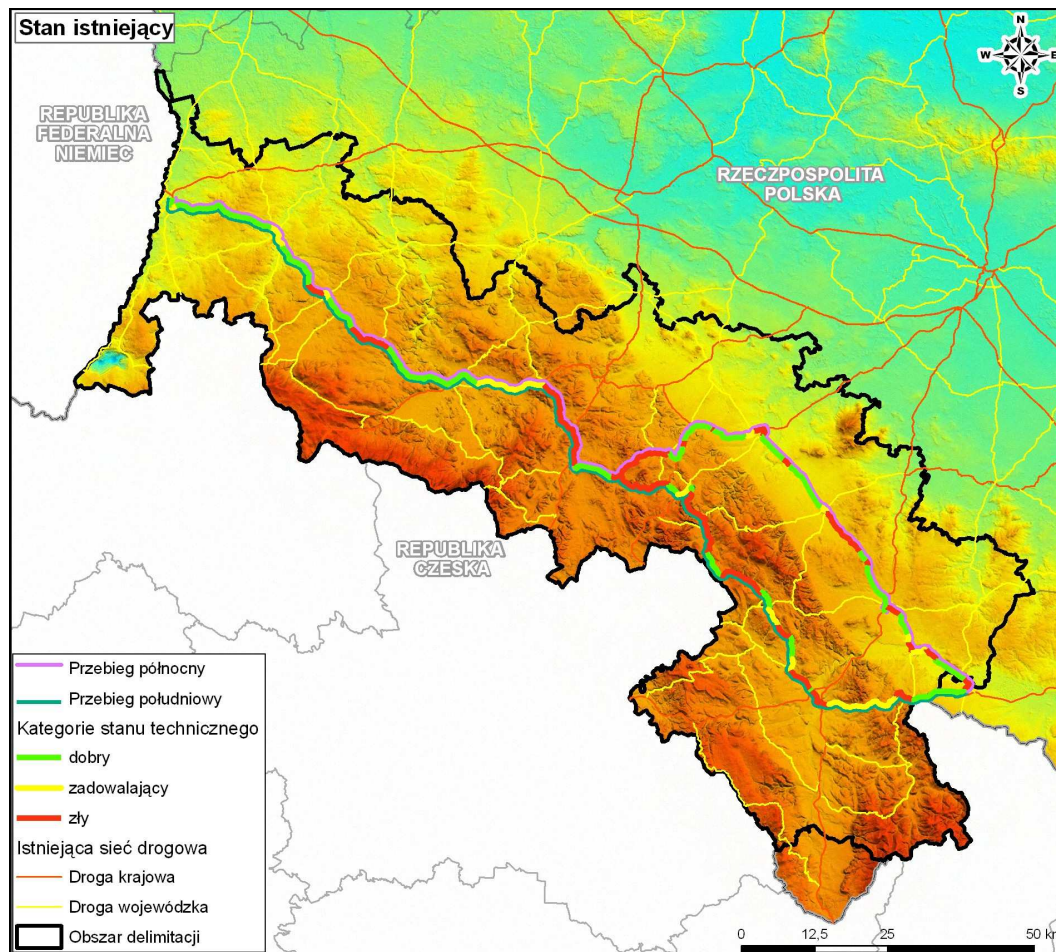 Stan istniejący
N
W E
S
REPUBLIKA
FEDERALNA
NIEMIEC
RZECZPOSPOLITA
POLSKA
REPUBLIKA
CZESKA
Przebieg północny
Przebieg południowy
Kategorie stanu technicznego
dobry
zadowalający
zły
Istniejąca sieć drogowa
Droga krajowa
Droga wojewódzka
Obszar delimitacji
0 12,5 25 50 km